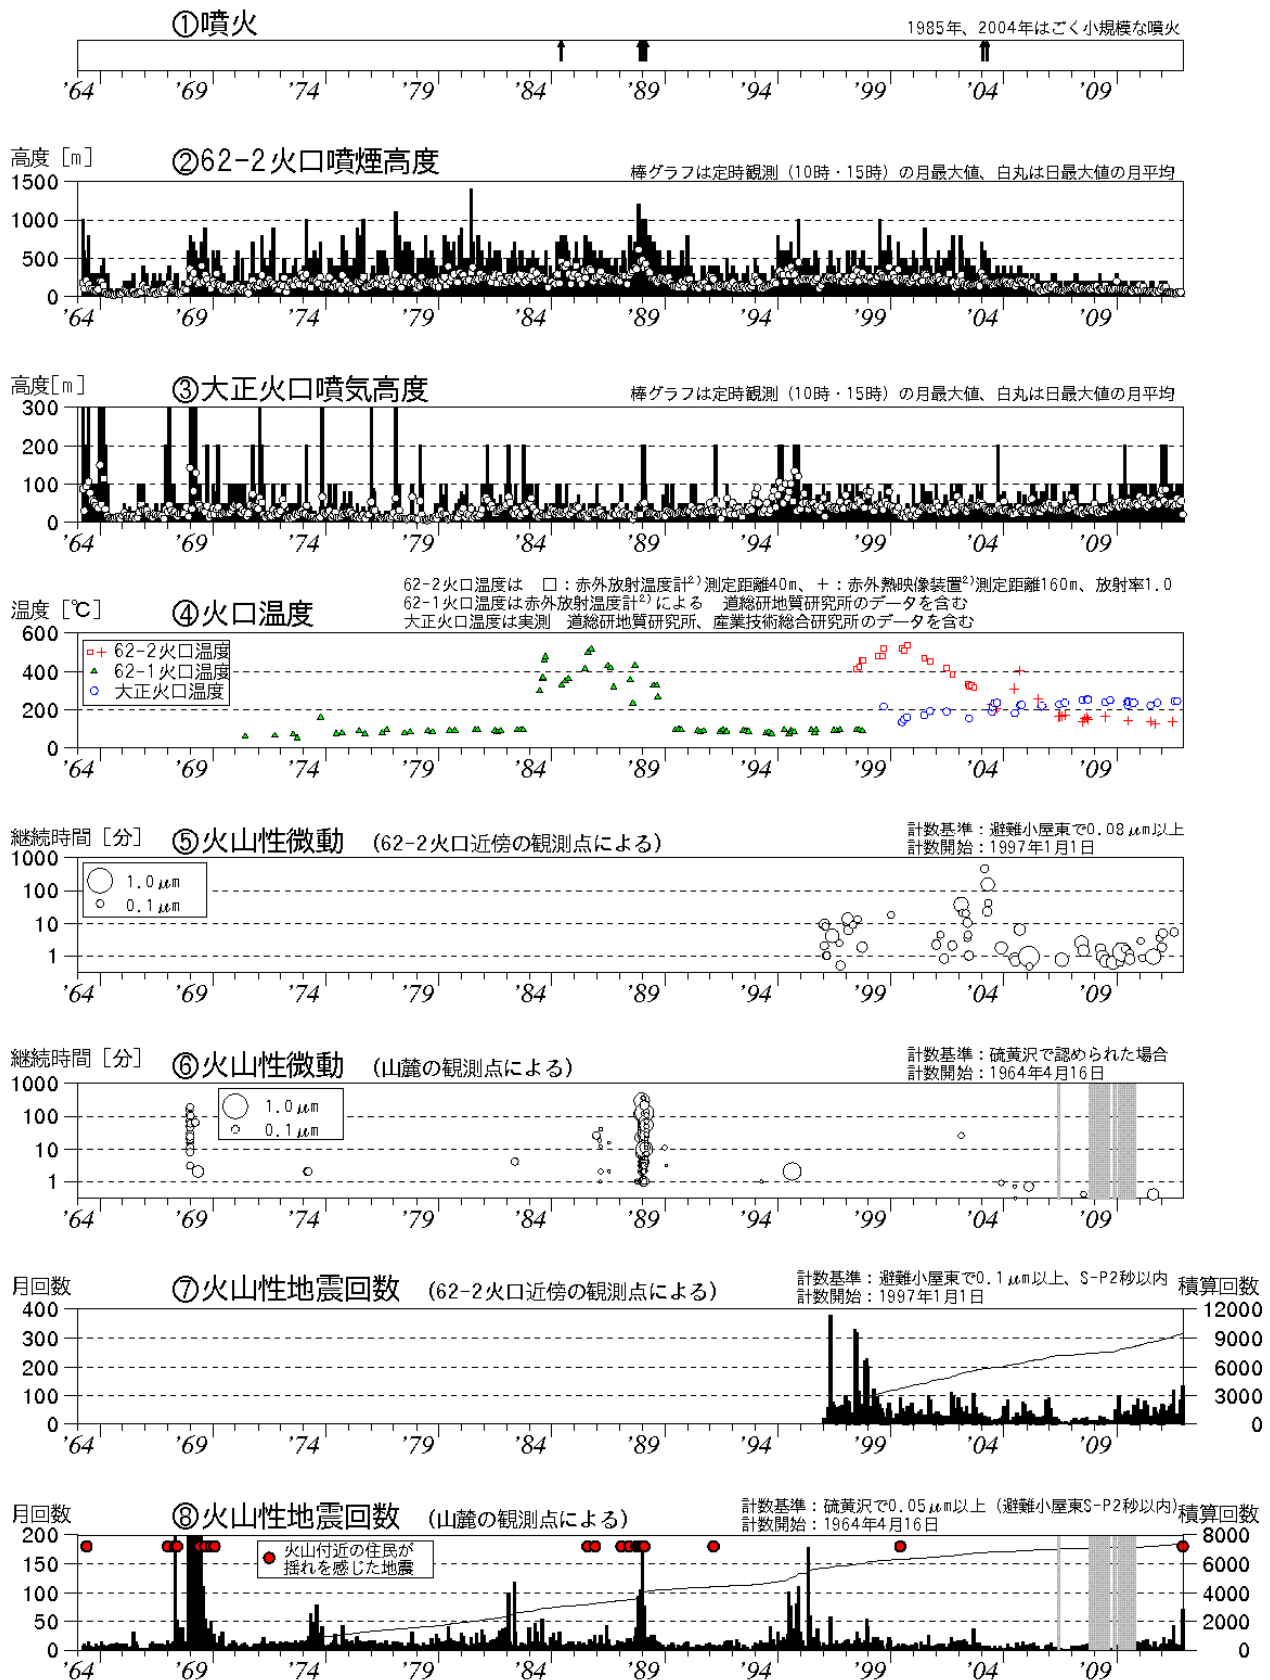 ①噴火
1985年、2004年はごく小規模な噴火
'64 '69 '74 '79 '84 '89 '94 '99 '04 '09
高度 [m]
②62-2火口噴煙高度
棒グラフは定時観測（10時・15時）の月最大値、白丸は日最大値の月平均
1500
1000
500
0
'64 '69 '74 '79 '84 '89 '94 '99 '04 '09
高度[m]
③大正火口噴気高度
棒グラフは定時観測（10時・15時）の月最大値、白丸は日最大値の月平均
300
200
100
0
'64 '69 '74 '79 '84 '89 '94 '99 '04 '09
62-2火口温度は □：赤外放射温度計2)測定距離40m、+：赤外熱映像装置2)測定距離160m、放射率1.0
62-1火口温度は赤外放射温度計2)による 道総研地質研究所のデータを含む
大正火口温度は実測 道総研地質研究所、産業技術総合研究所のデータを含む
温度 [℃]
④火口温度
600
400
200
0
62-2火口温度
62-1火口温度
大正火口温度
'64 '69 '74 '79 '84 '89 '94 '99 '04 '09
継続時間 [分]
⑤火山性微動 (62-2火口近傍の観測点による)
計数基準：避難小屋東で0.08μm以上
計数開始：1997年1月1日
1000
100
10
1
1.0μm
0.1μm
'64 '69 '74 '79 '84 '89 '94 '99 '04 '09
継続時間 [分]
⑥火山性微動 (山麓の観測点による)
計数基準：硫黄沢で認められた場合
計数開始：1964年4月16日
1000
100
10
1
1.0μm
0.1μm
'64 '69 '74 '79 '84 '89 '94 '99 '04 '09
月回数
⑦火山性地震回数 (62-2火口近傍の観測点による)
計数基準：避難小屋東で0.1μm以上、S-P2秒以内
計数開始：1997年1月1日
積算回数
400
300
200
100
0
12000
9000
6000
3000
0
'64 '69 '74 '79 '84 '89 '94 '99 '04 '09
月回数
⑧火山性地震回数 (山麓の観測点による)
計数基準：硫黄沢で0.05μm以上（避難小屋東S-P2秒以内）
計数開始：1964年4月16日
積算回数
200
150
100
50
0
火山付近の住民が
揺れを感じた地震
8000
6000
4000
2000
0
'64 '69 '74 '79 '84 '89 '94 '99 '04 '09